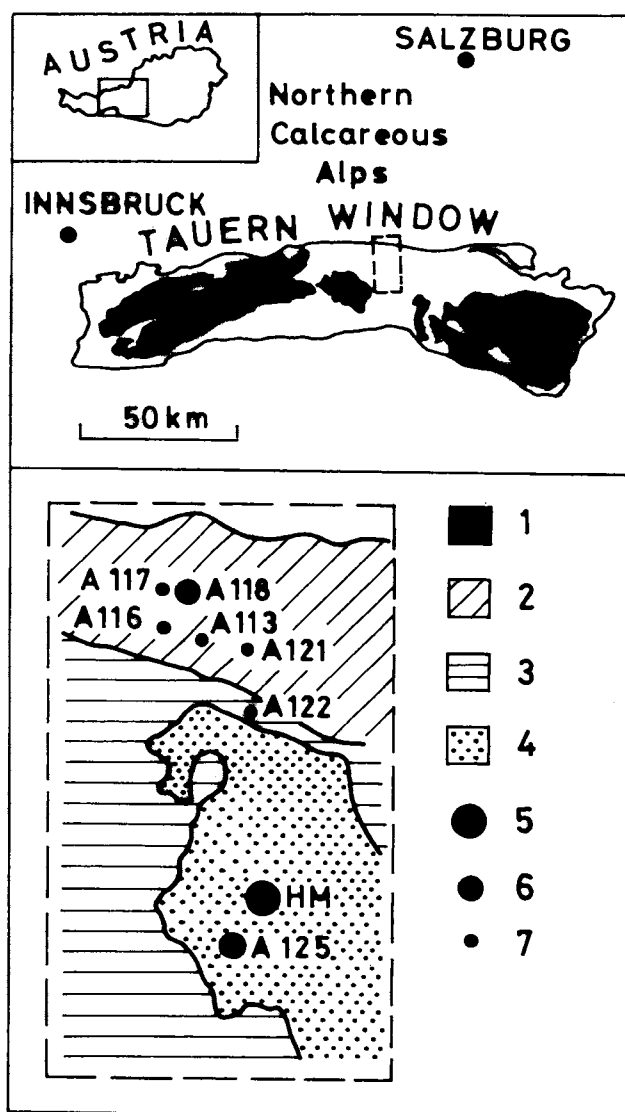 AUSTRIA
SALZBURG
Northern
Calcareous
Alps
INNSBRUCK
TAUERN WINDOW
50 km
A 117
A 118
A 116
A 113
A 121
A 122
HM
A 125
1
2
3
4
5
6
7